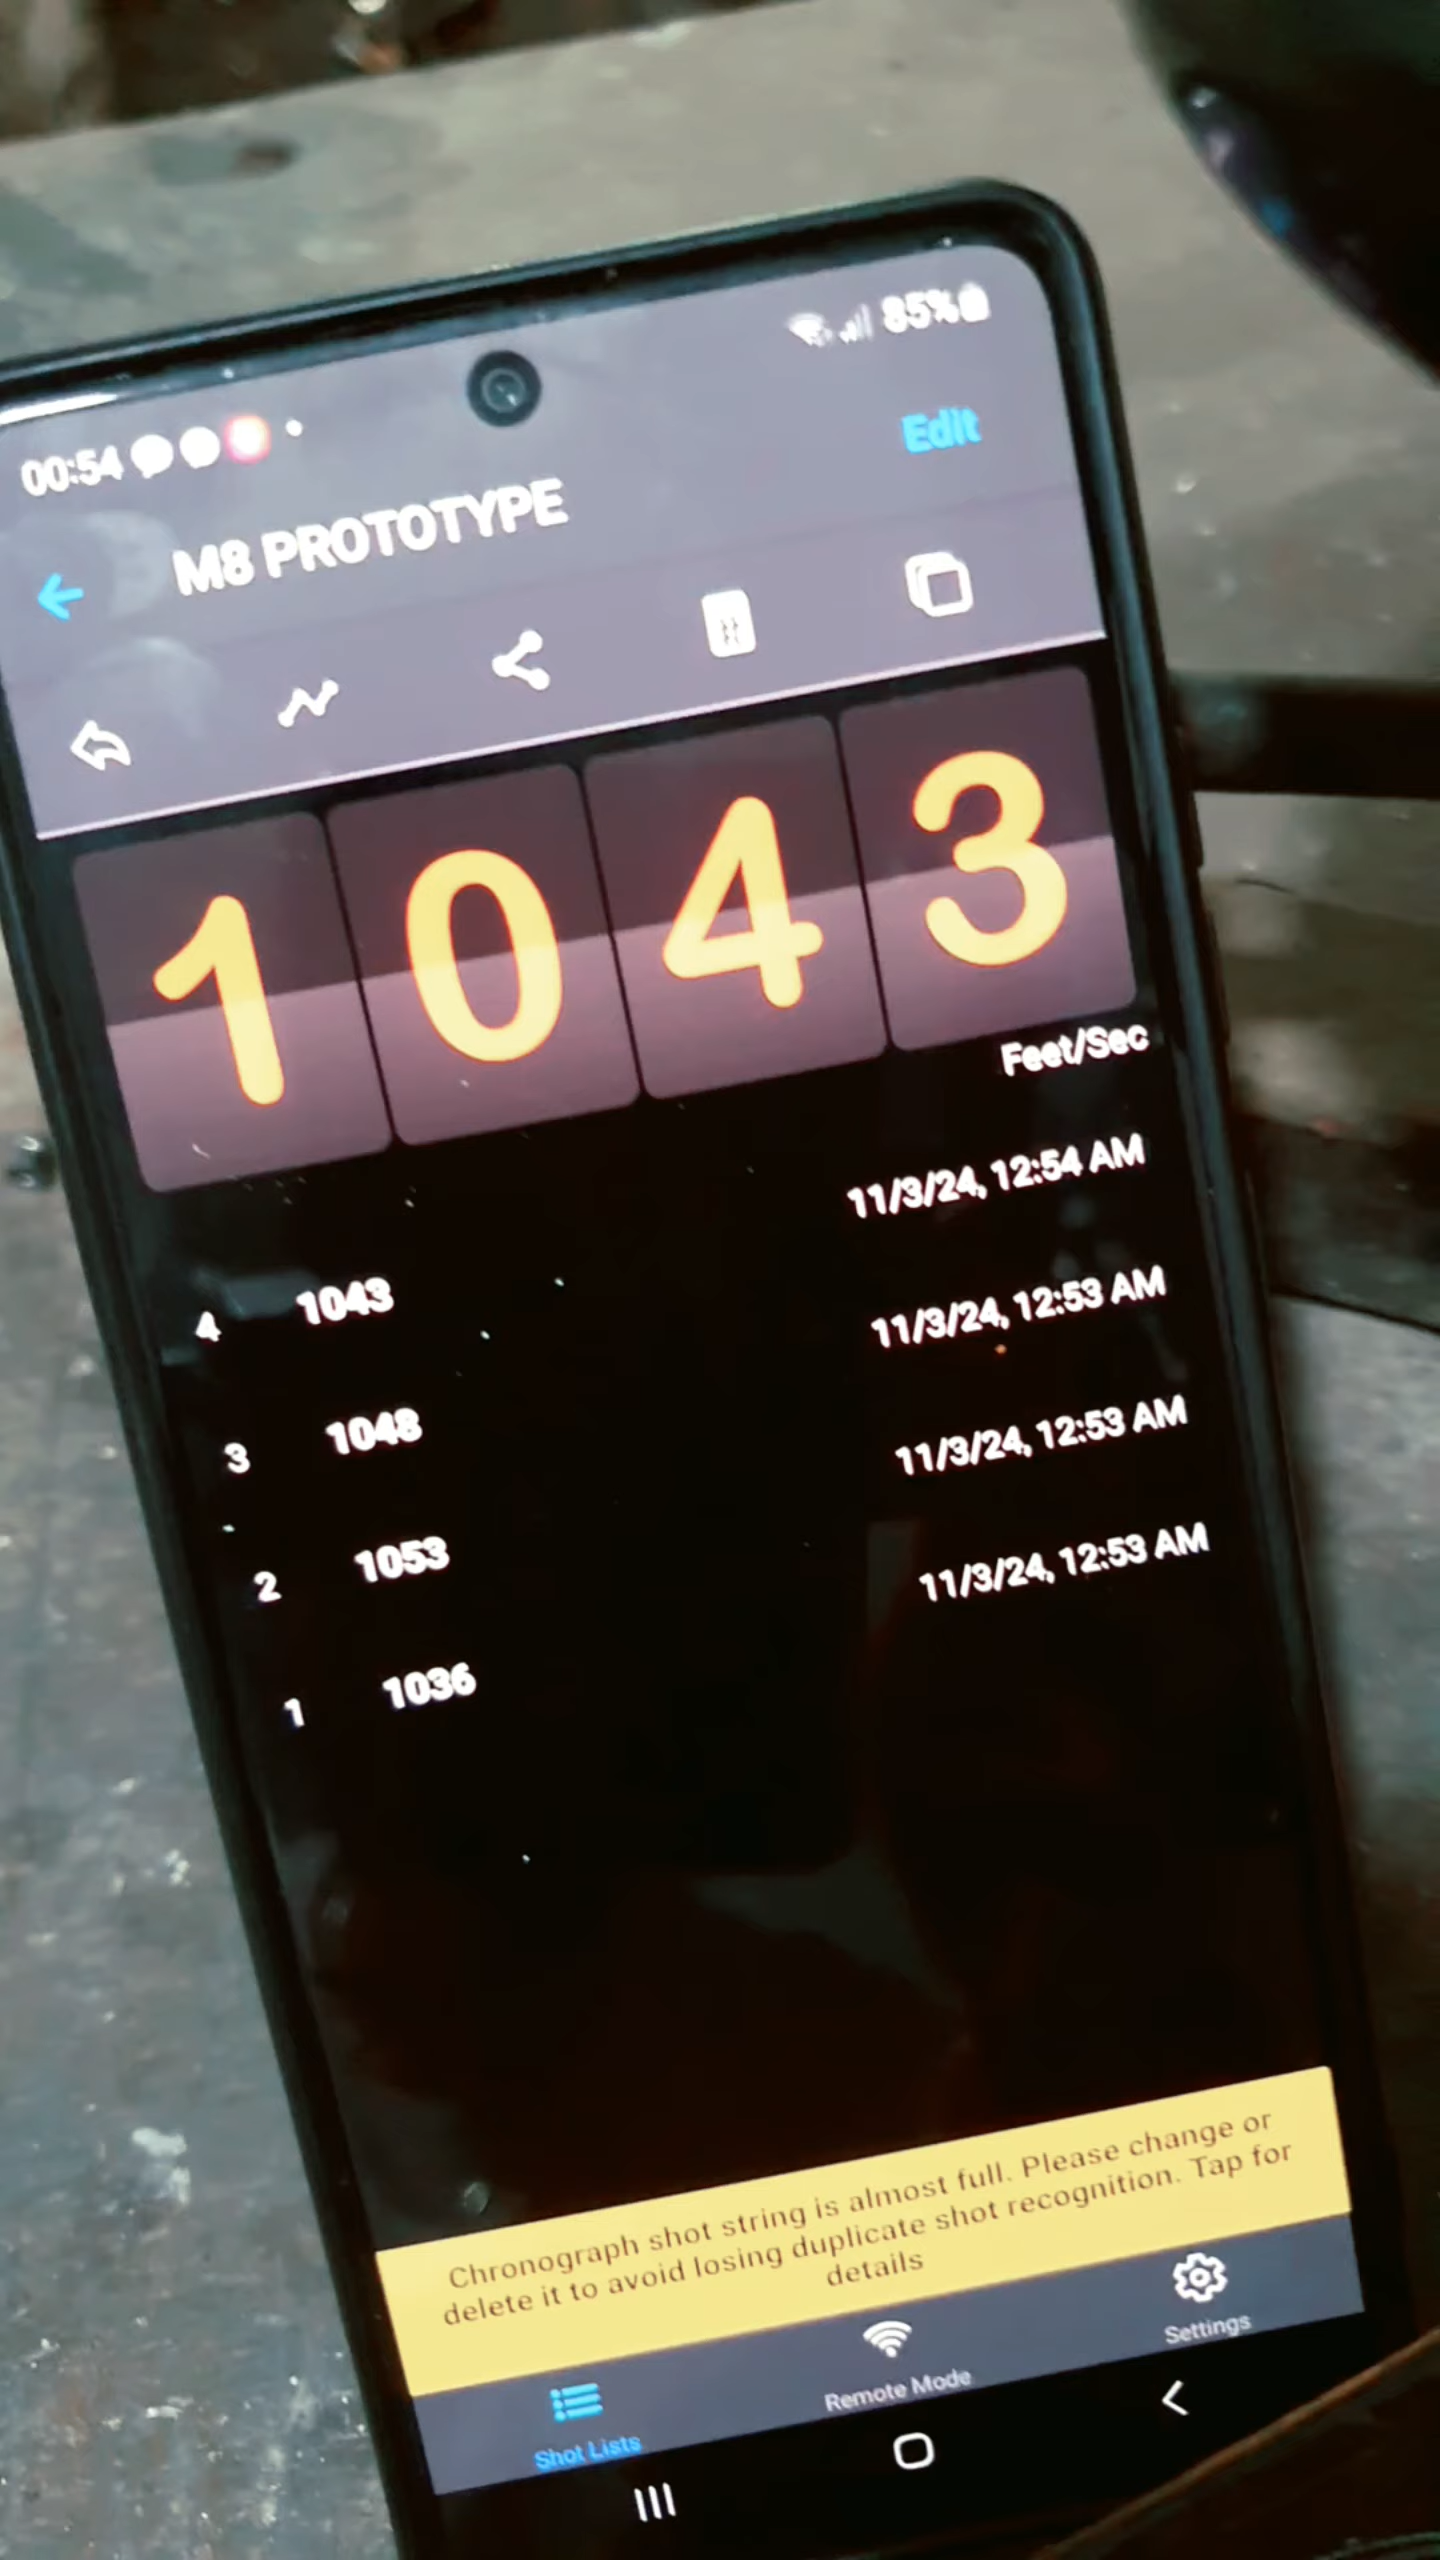 00:54
85%
Edit
M8 PROTOTYPE
1043
Feet/Sec
11/3/24, 12:54 AM
4 1043
11/3/24, 12:53 AM
3 1048
11/3/24, 12:53 AM
2 1053
11/3/24, 12:53 AM
1 1036
Chronograph shot string is almost full. Please change or
delete it to avoid losing duplicate shot recognition. Tap for
details
Shot Lists
Remote Mode
Settings